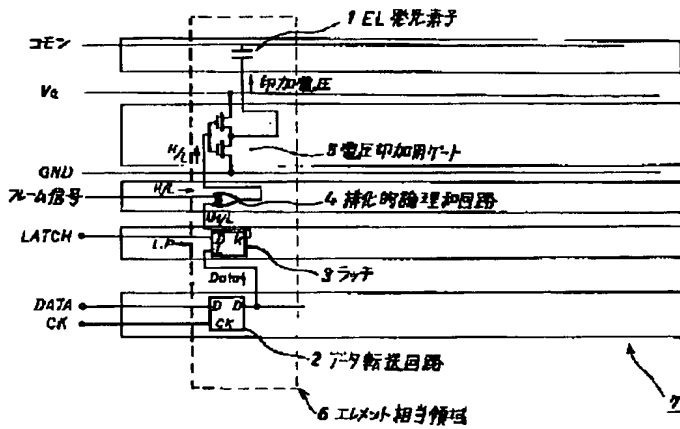 1 EL発光素子
コモン
印加電圧
Va
5 電圧印加用ゲート
H/L
GND
H/L
フレーム信号
4 排他的論理和回路
H/L
LATCH
D
L.P
3 ラッチ
Data
DATA
D D
CK
CK
2 データ転送回路
7
6 エレメント相当領域